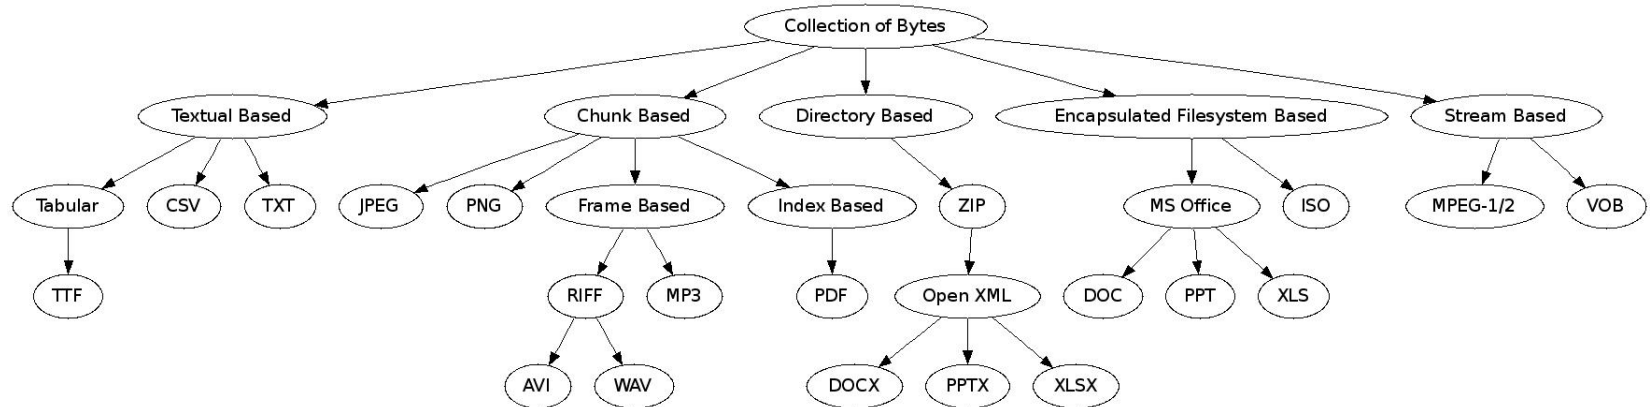 Collection of Bytes
Textual Based
Chunk Based
Directory Based
Encapsulated Filesystem Based
Stream Based
Tabular
CSV
TXT
JPEG
PNG
Frame Based
Index Based
ZIP
MS Office
ISO
MPEG-1/2
VOB
TTF
RIFF
MP3
PDF
Open XML
DOC
PPT
XLS
AVI
WAV
DOCX
PPTX
XLSX